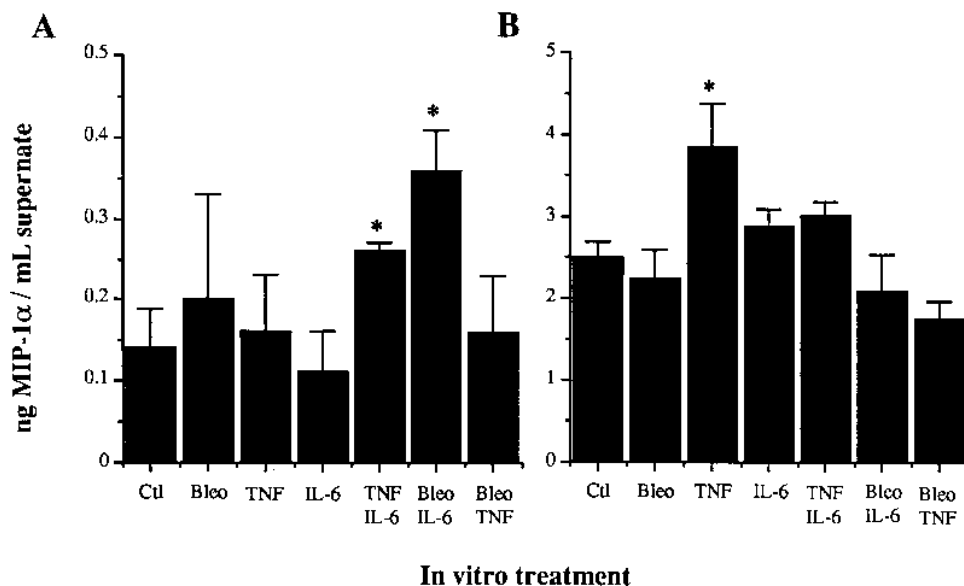 A
B
ng MIP-1α / mL supernate
0.5
0.4
0.3
0.2
0.1
0
*
*
Ctl Bleo TNF IL-6 TNF Bleo Bleo
IL-6 IL-6 TNF
5
4
3
2
1
0
*
Ctl Bleo TNF IL-6 TNF Bleo Bleo
IL-6 IL-6 TNF
In vitro treatment